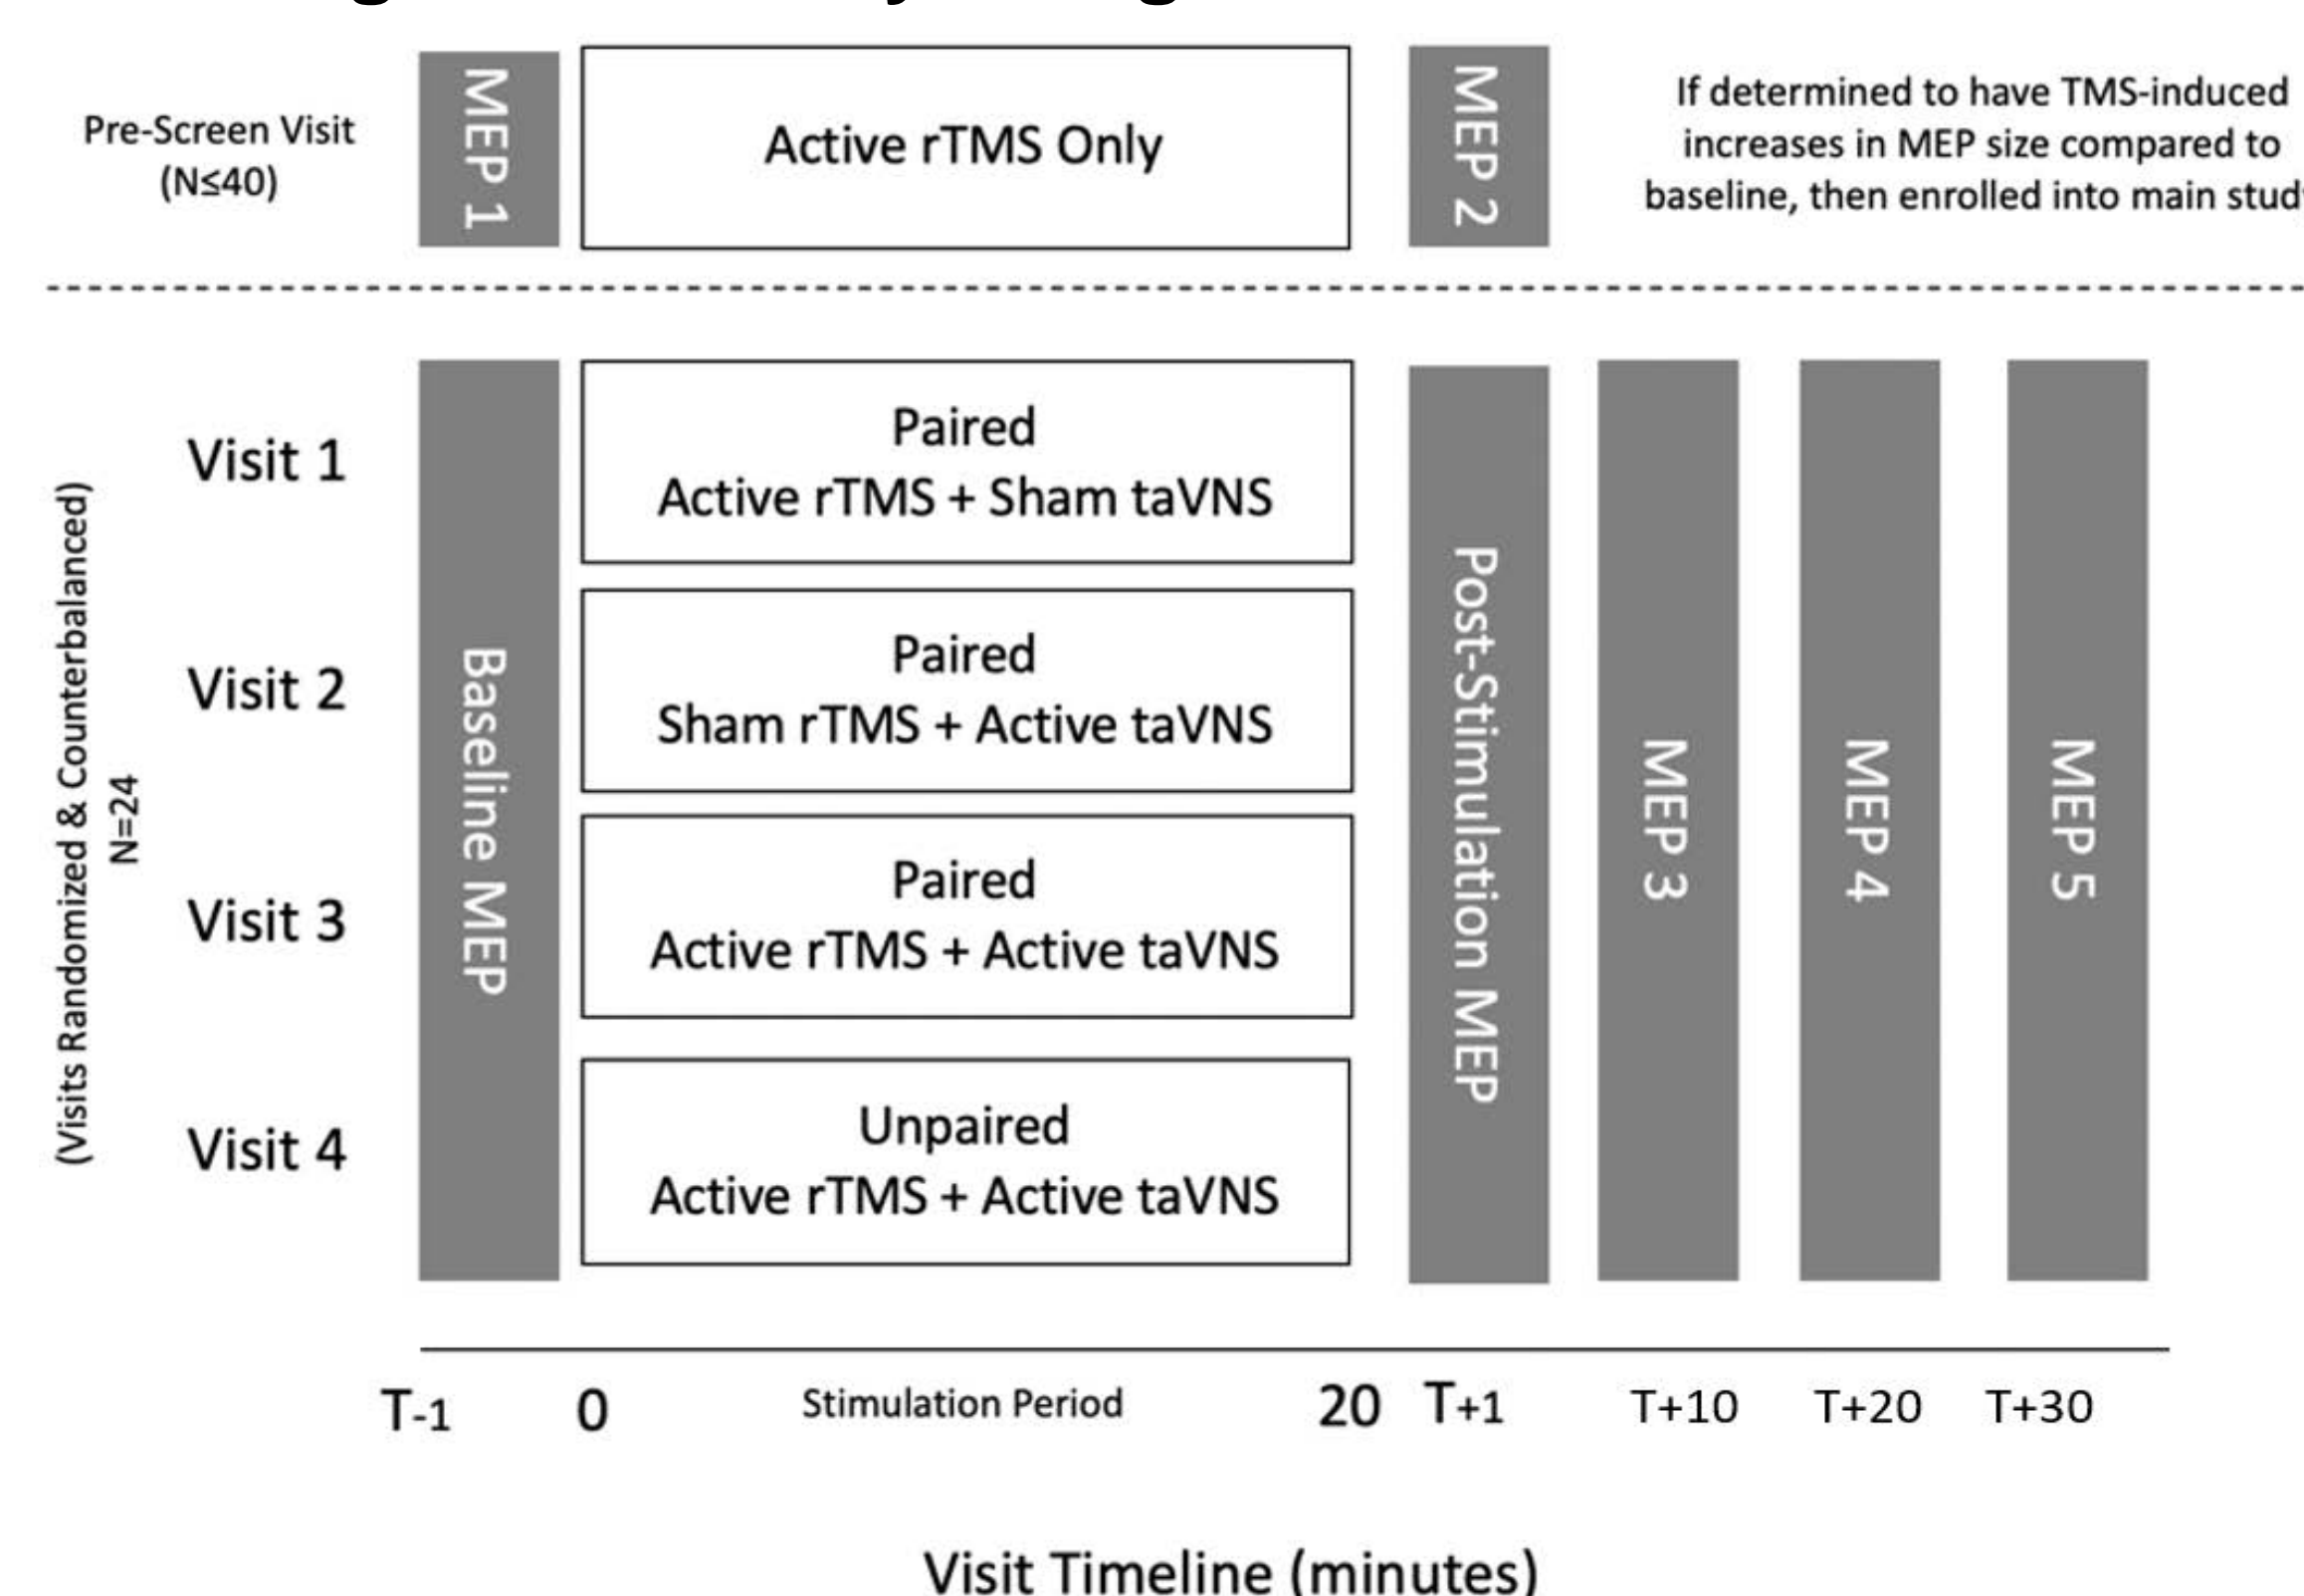 Pre-Screen Visit
(N≤40)
MEP 1
Active rTMS Only
MEP 2
If determined to have TMS-induced
increases in MEP size compared to
baseline, then enrolled into main
(Visits Randomized & Counterbalanced)
N=24
Visit 1
Visit 2
Visit 3
Visit 4
Baseline MEP
Paired
Active rTMS + Sham taVNS
Paired
Sham rTMS + Active taVNS
Paired
Active rTMS + Active taVNS
Unpaired
Active rTMS + Active taVNS
Post-Stimulation MEP
MEP 3
MEP 4
MEP 5
T-1 0 Stimulation Period 20 T+1 T+10 T+20 T+30
Visit Timeline (minutes)